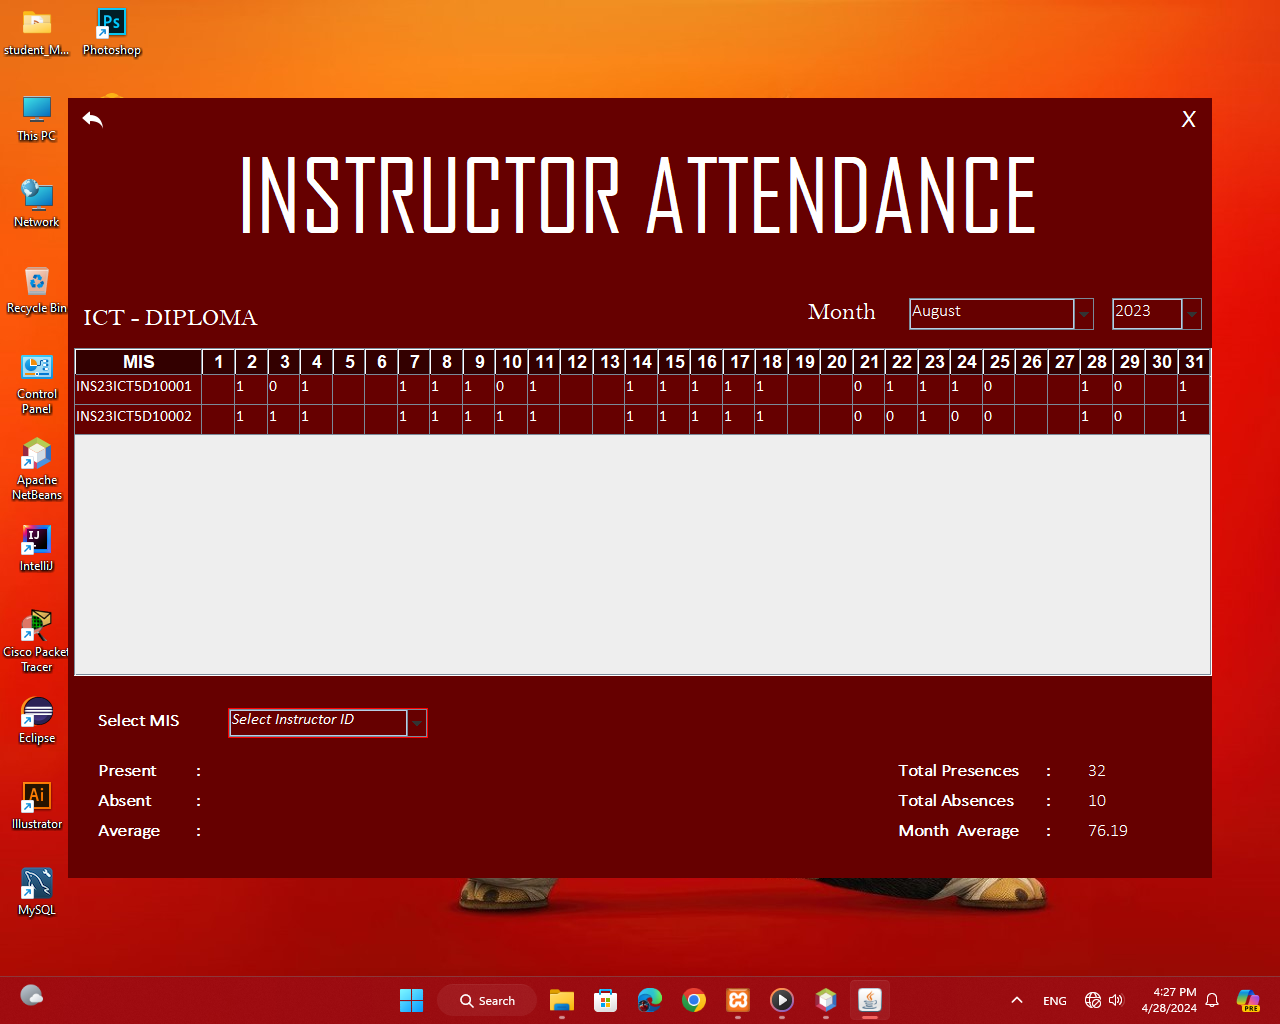 student_M...
Photoshop
This PC
Network
Recycle Bin
Control
Panel
Apache
NetBeans
IntelliJ
Cisco Packet
Tracer
Eclipse
Illustrator
MySQL
X
INSTRUCTOR ATTENDANCE
ICT - DIPLOMA
Month August 2023
MIS 1 2 3 4 5 6 7 8 9 10 11 12 13 14 15 16 17 18 19 20 21 22 23 24 25 26 27 28 29 30 31
INS23ICT5D10001 1 0 1 1 1 1 0 1 1 1 1 1 1 0 1 1 1 0 1 0 1
INS23ICT5D10002 1 1 1 1 1 1 1 1 1 1 1 1 1 0 0 1 0 0 1 0 1
Select MIS Select Instructor ID
Present :
Absent :
Average :
Total Presences : 32
Total Absences : 10
Month Average : 76.19
Search
ENG
4:27 PM
4/28/2024
PRE
Ps
IJ
Ai